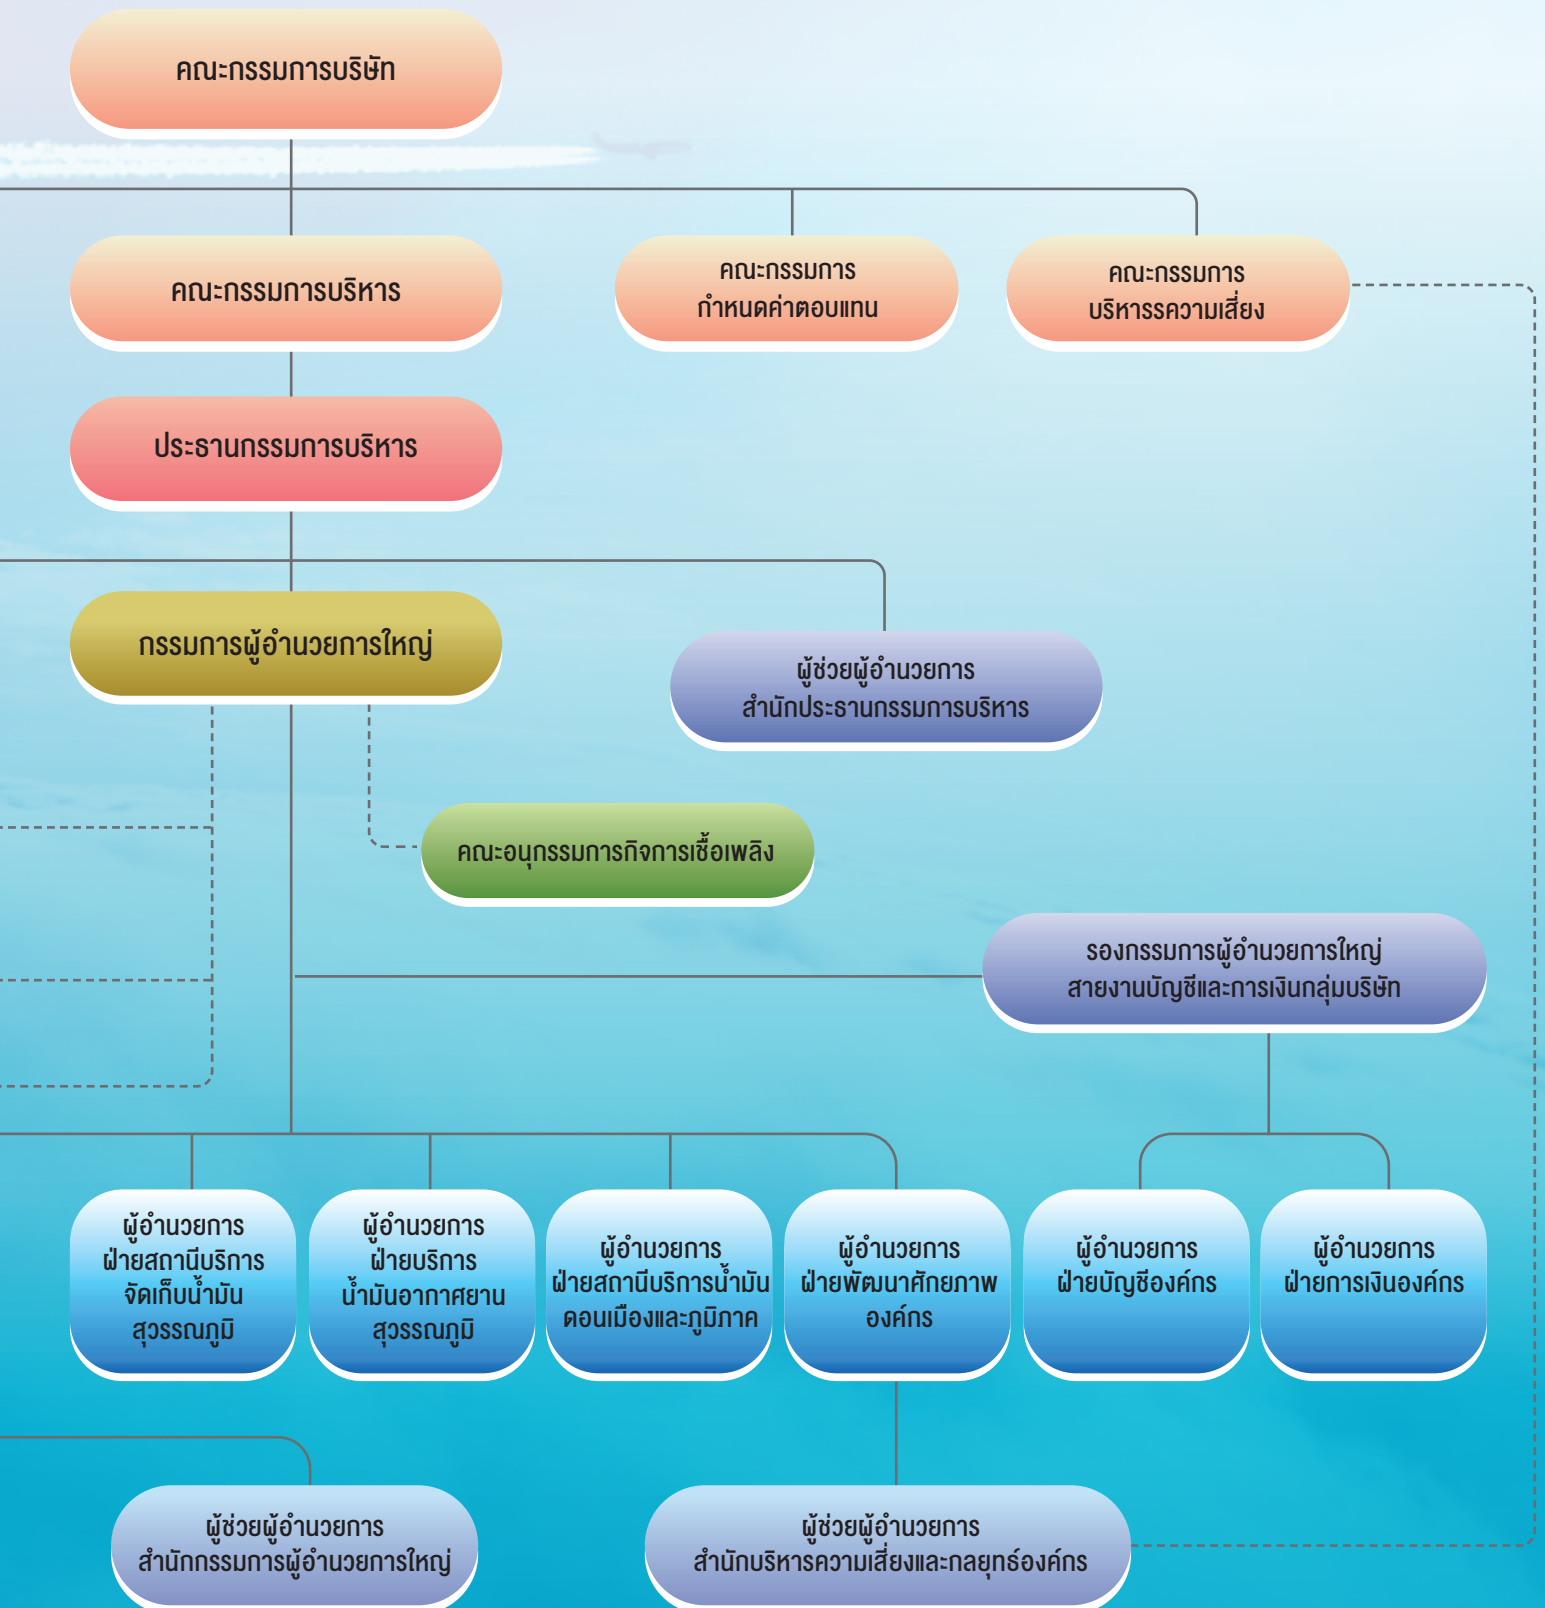 คณะกรรมการบริษัท
คณะกรรมการบริหาร
คณะกรรมการ
กำหนดค่าตอบแทน
คณะกรรมการ
บริหารรความเสี่ยง
ประธานกรรมการบริหาร
กรรมการผู้อำนวยการใหญ่
ผู้ช่วยผู้อำนวยการ
สำนักประธานกรรมการบริหาร
คณะอนุกรรมการกิจการเชื้อเพลิง
รองกรรมการผู้อำนวยการใหญ่
สายงานบัญชีและการเงินกลุ่มบริษัท
ผู้อำนวยการ
ฝ่ายสถานีบริการ
จัดเก็บน้ำมัน
สุวรรณภูมิ
ผู้อำนวยการ
ฝ่ายบริการ
น้ำมันอากาศยาน
สุวรรณภูมิ
ผู้อำนวยการ
ฝ่ายสถานีบริการน้ำมัน
ดอนเมืองและภูมิภาค
ผู้อำนวยการ
ฝ่ายพัฒนาศักยภาพ
องค์กร
ผู้อำนวยการ
ฝ่ายบัญชีองค์กร
ผู้อำนวยการ
ฝ่ายการเงินองค์กร
ผู้ช่วยผู้อำนวยการ
สำนักกรรมการผู้อำนวยการใหญ่
ผู้ช่วยผู้อำนวยการ
สำนักบริหารความเสี่ยงและกลยุทธ์องค์กร